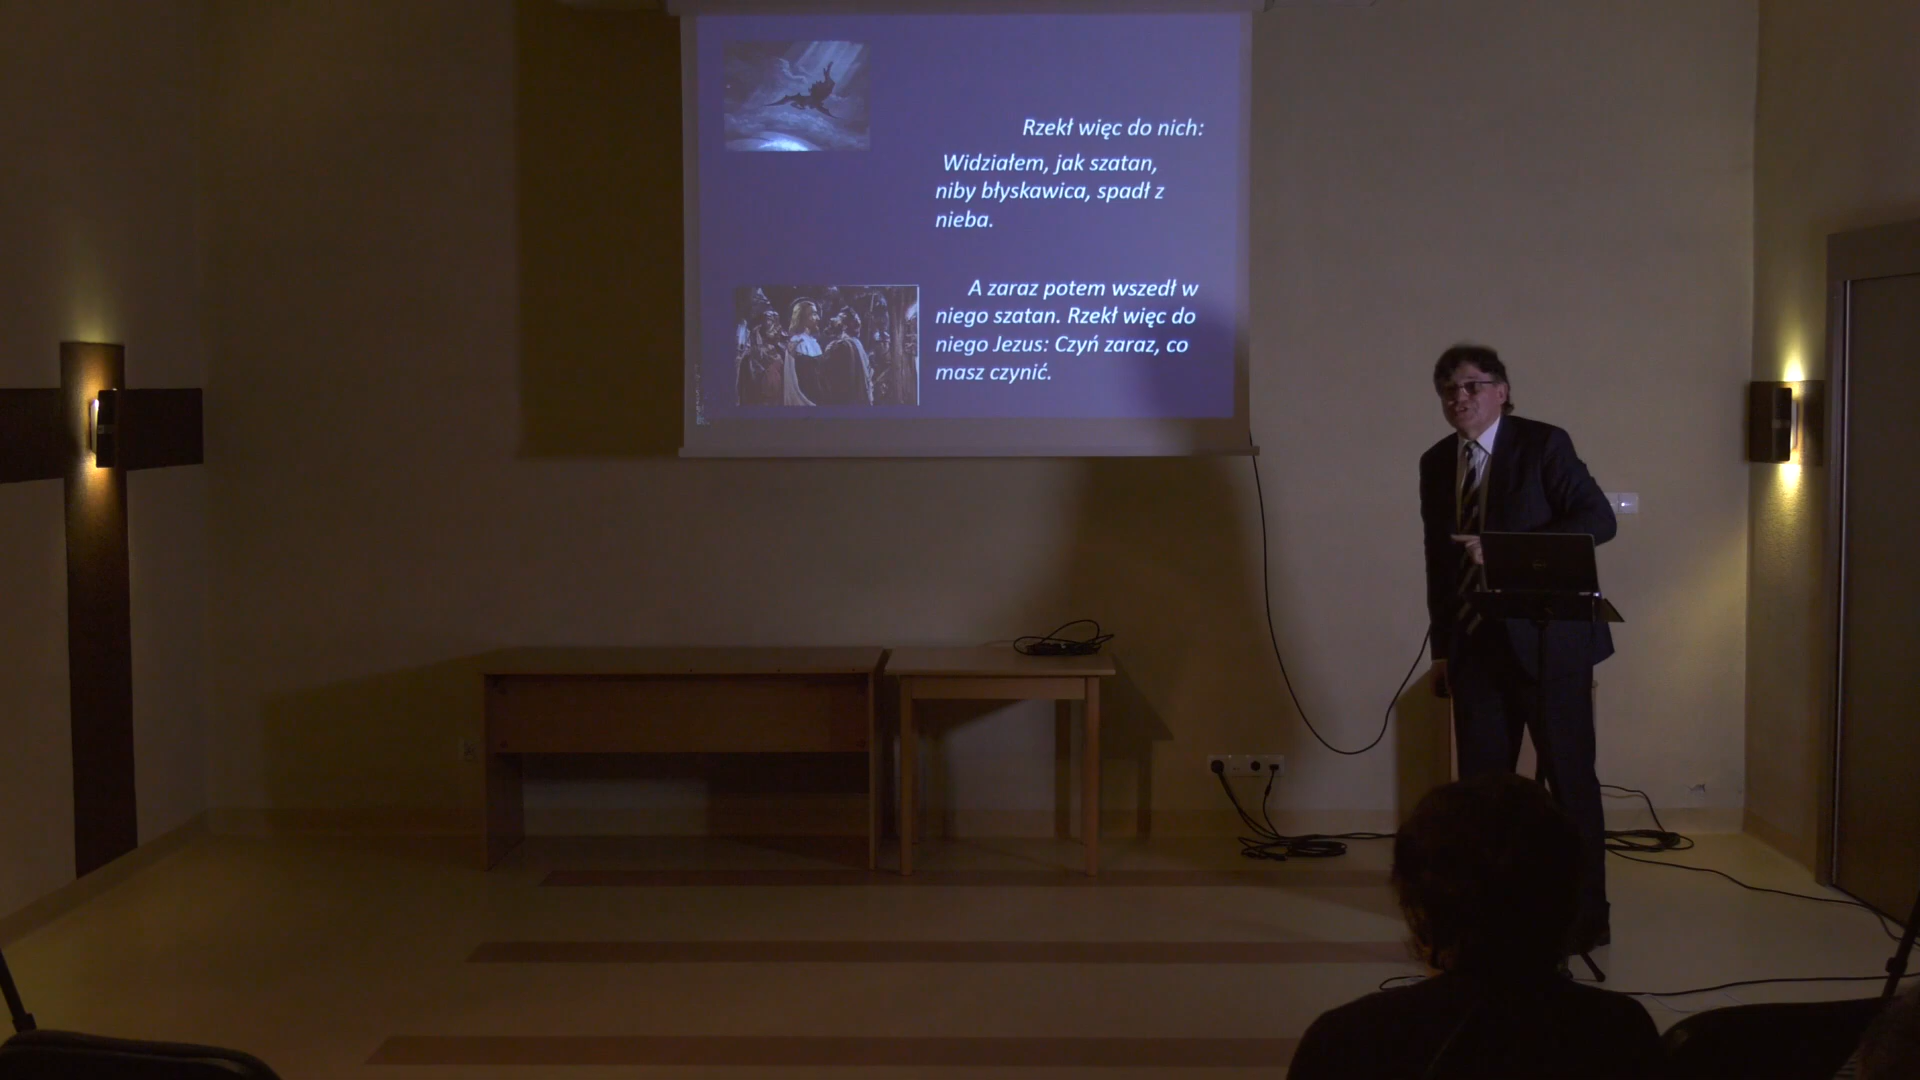 Rzekł więc do nich:
Widziałem, jak szatan,
niby błyskawica, spadł z
nieba.
A zaraz potem wszedł w
niego szatan. Rzekł więc do
niego Jezus: Czyń zaraz, co
masz czynić.